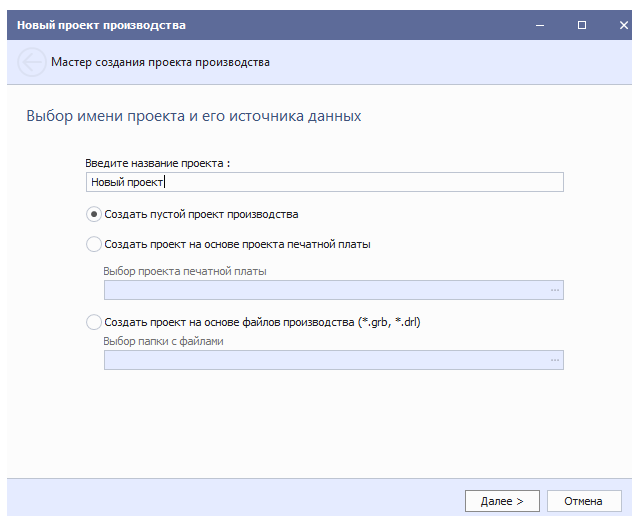 Новый проект производства
Мастер создания проекта производства
Выбор имени проекта и его источника данных
Введите название проекта :
Новый проект
Создать пустой проект производства
Создать проект на основе проекта печатной платы
Выбор проекта печатной платы
...
Создать проект на основе файлов производства (*.grb, *.drl)
Выбор папки с файлами
...
Далее > Отмена